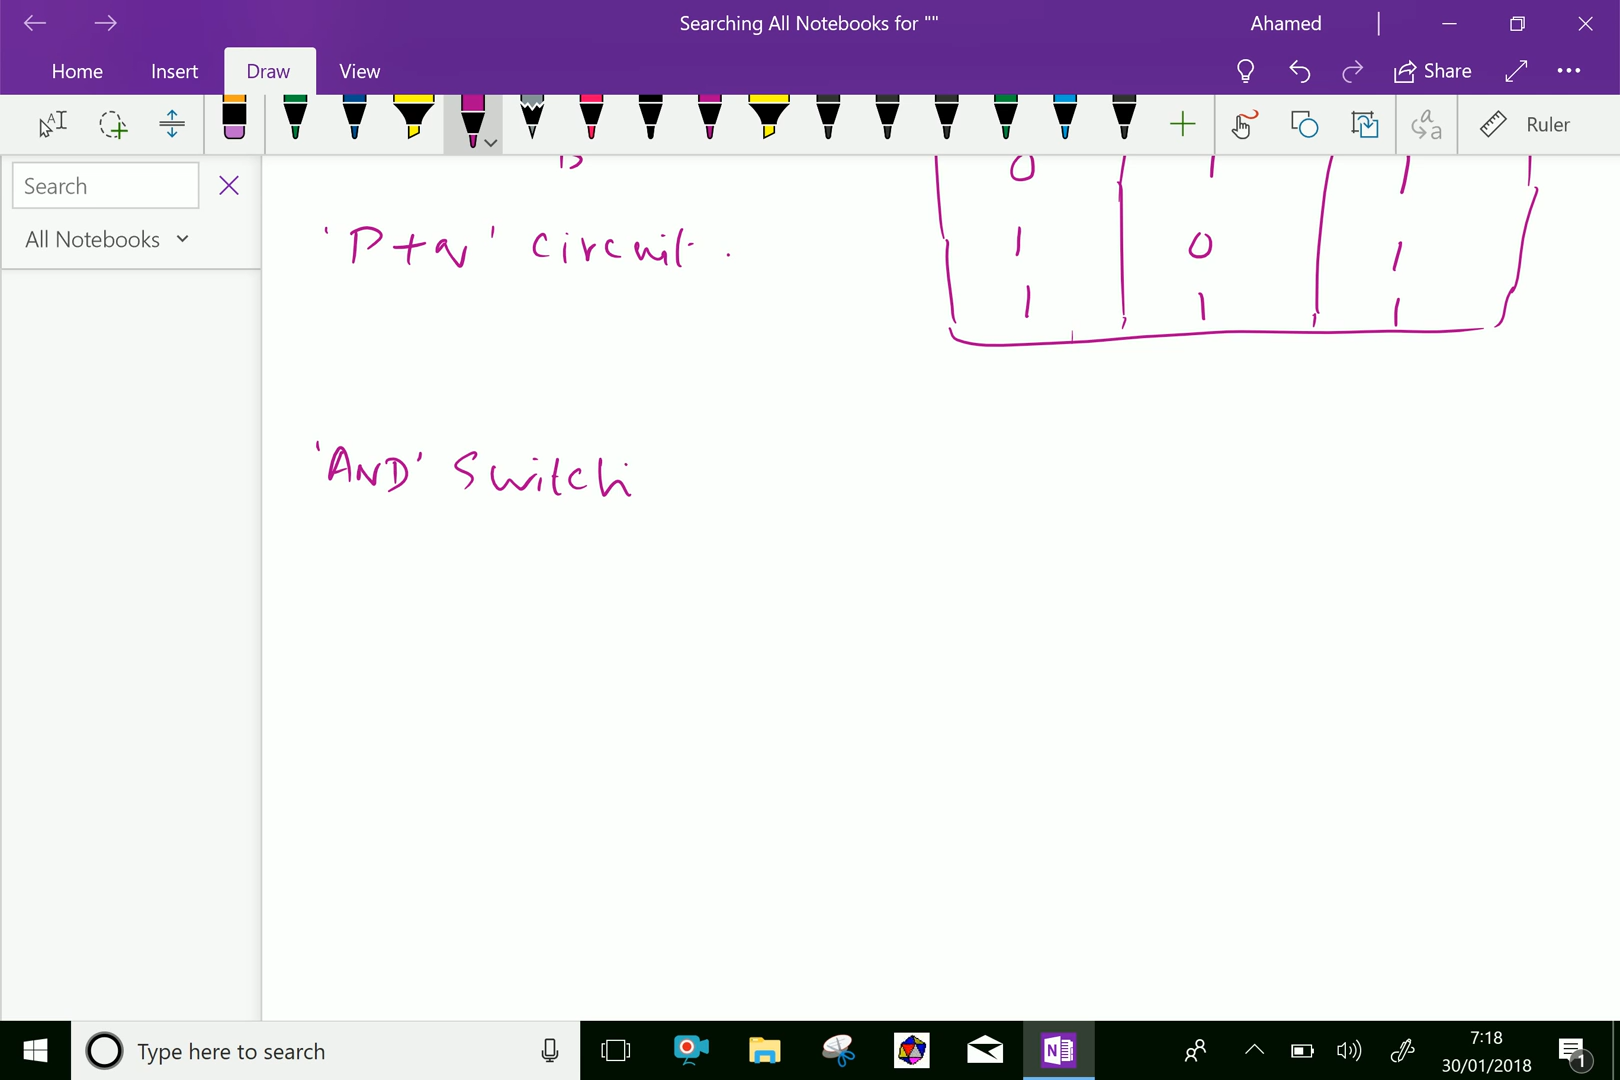 Searching All Notebooks for ""
Ahamed
Home Insert Draw View
Share
Ruler
Search
All Notebooks
0 1 1
'P+q' circuit. 1 0 1
1 1 1
'AND' Switch
Type here to search
7:18
30/01/2018
1